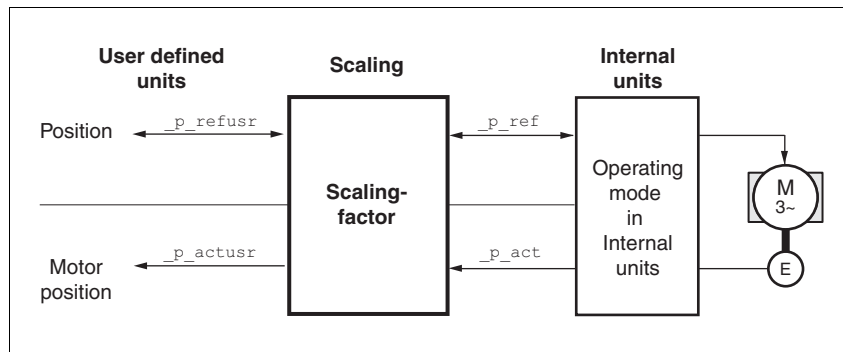 User defined
units
Scaling
Internal
units
Position
_p_refusr
_p_ref
Scaling-
factor
Operating
mode
in
Internal
units
M
3~
Motor
position
_p_actusr
_p_act
E